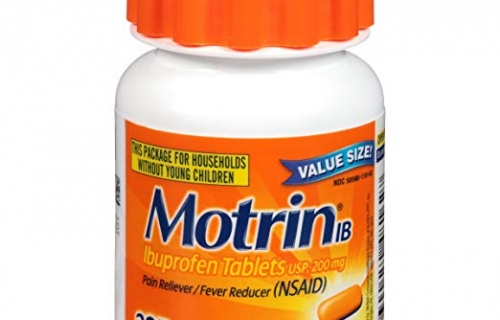 THIS PACKAGE FOR HOUSEHOLDS
WITHOUT YOUNG CHILDREN
VALUE SIZE!
Motrin® IB
Ibuprofen Tablets USP 200 mg
Pain Reliever/Fever Reducer (NSAID)